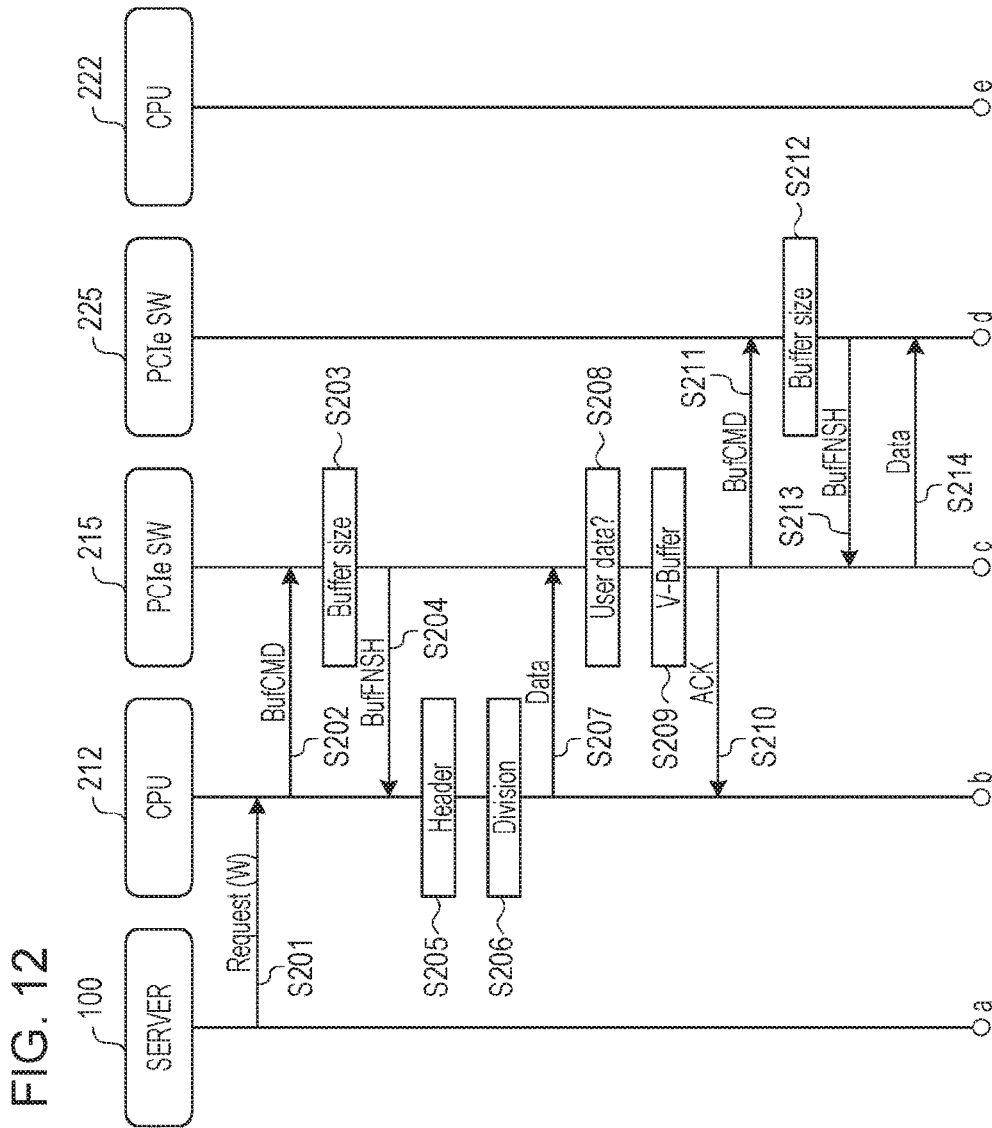 FIG. 12
100
212
215
225
222
SERVER
CPU
PCIe SW
PCIe SW
CPU
Request (W)
S201
BufCMD
S202
Buffer size
S203
BufFNSH
S204
Header
S205
Division
S206
Data
S207
User data?
S208
V-Buffer
S209
ACK
S210
BufCMD
S211
Buffer size
S212
BufFNSH
S213
Data
S214
a
b
c
d
e